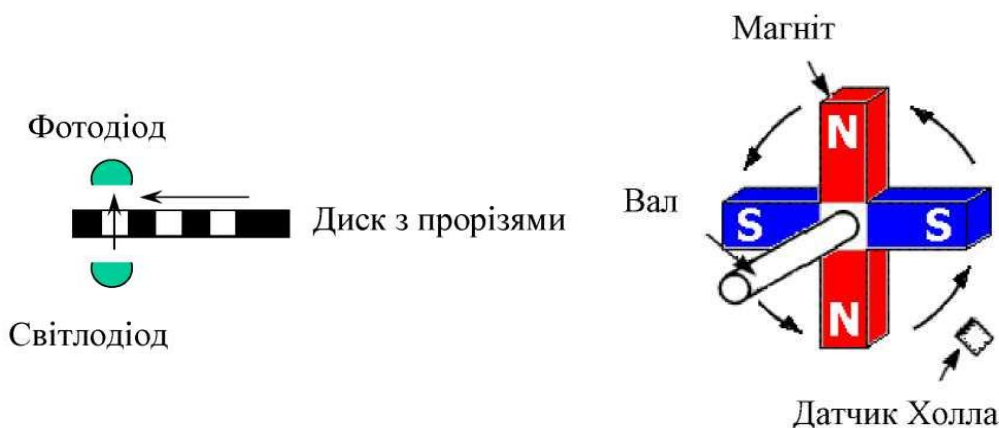 Фотодіод
Диск з прорізями
Світлодіод
Магніт
Вал
N
S
S
N
Датчик Холла